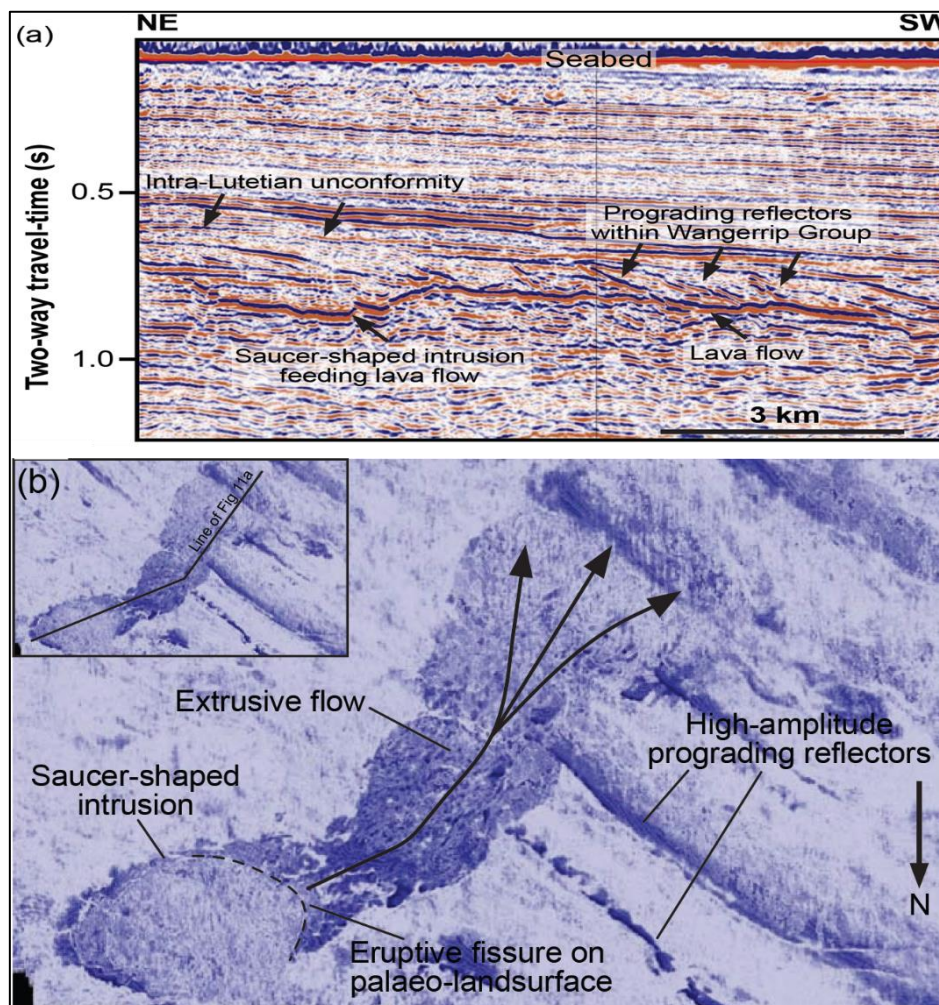 (a)
NE
SW
Seabed
Two-way travel-time (s)
0.5
1.0
Intra-Lutetian unconformity
Prograding reflectors
within Wangerrip Group
Saucer-shaped intrusion
feeding lava flow
Lava flow
3 km
(b)
Line of Fig 11a
Extrusive flow
High-amplitude
prograding reflectors
Saucer-shaped
intrusion
N
Eruptive fissure on
palaeo-landsurface